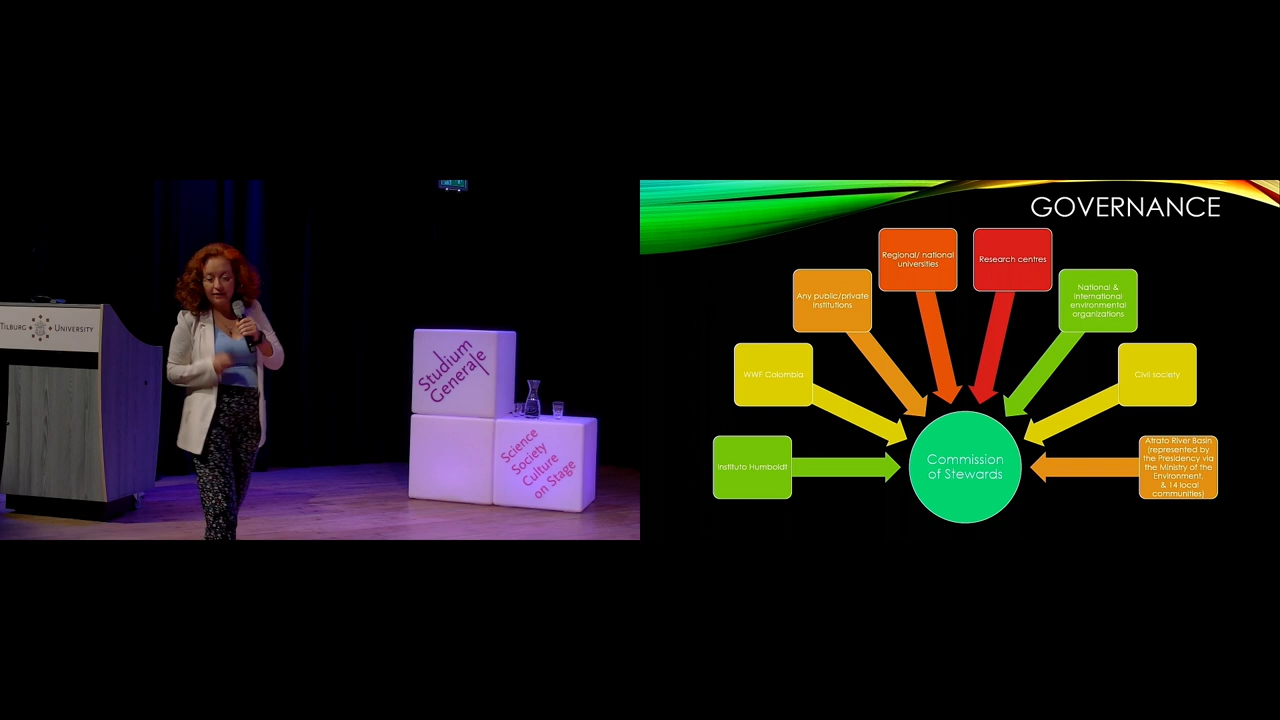 TILBURG UNIVERSITY
Studium
Generale
Science
Society
Culture
on Stage
GOVERNANCE
Regional/ national
universities
Research centres
Any public/private
institutions
National &
International
environmental
organizations
WWF Colombia
Civil society
Instituto Humboldt
Commission
of Stewards
Atrato River Basin
(represented by
the Presidency via
the Ministry of the
Environment,
& 14 local
communities)